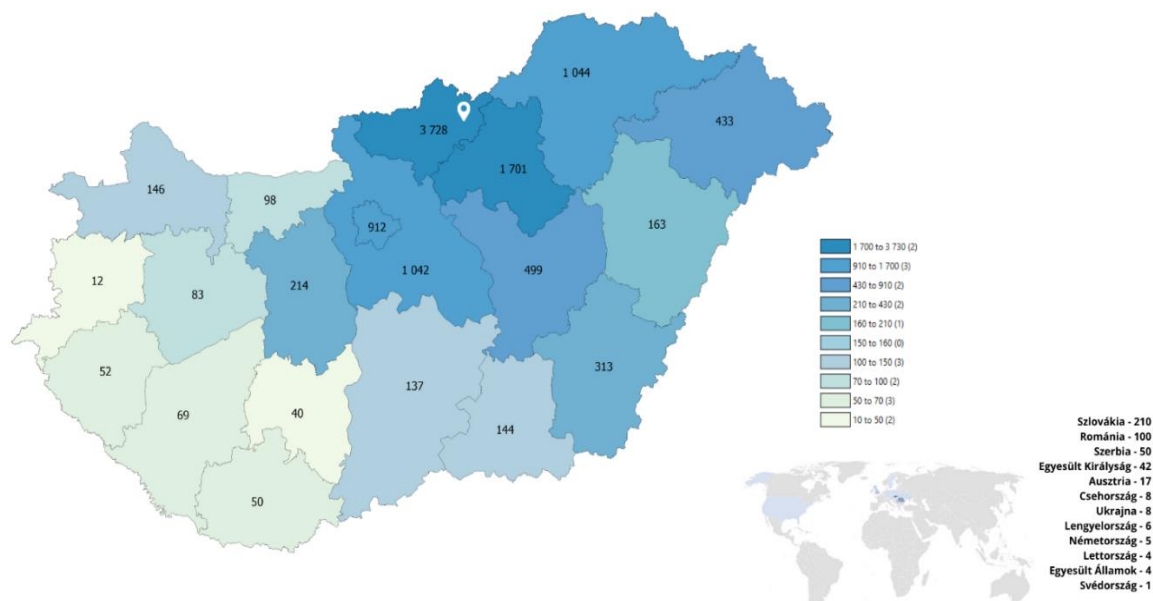 1 044
433
3 728
1 701
146
98
163
912
12
83
214
1 042
499
52
313
137
69
40
144
50
1 700 to 3 730 (2)
910 to 1 700 (3)
430 to 910 (2)
210 to 430 (2)
160 to 210 (1)
150 to 160 (0)
100 to 150 (3)
70 to 100 (2)
50 to 70 (3)
10 to 50 (2)
Szlovákia - 210
Románia - 100
Szerbia - 50
Egyesült Királyság - 42
Ausztria - 17
Csehország - 8
Ukrajna - 8
Lengyelország - 6
Németország - 5
Lettország - 4
Egyesült Államok - 4
Svédország - 1